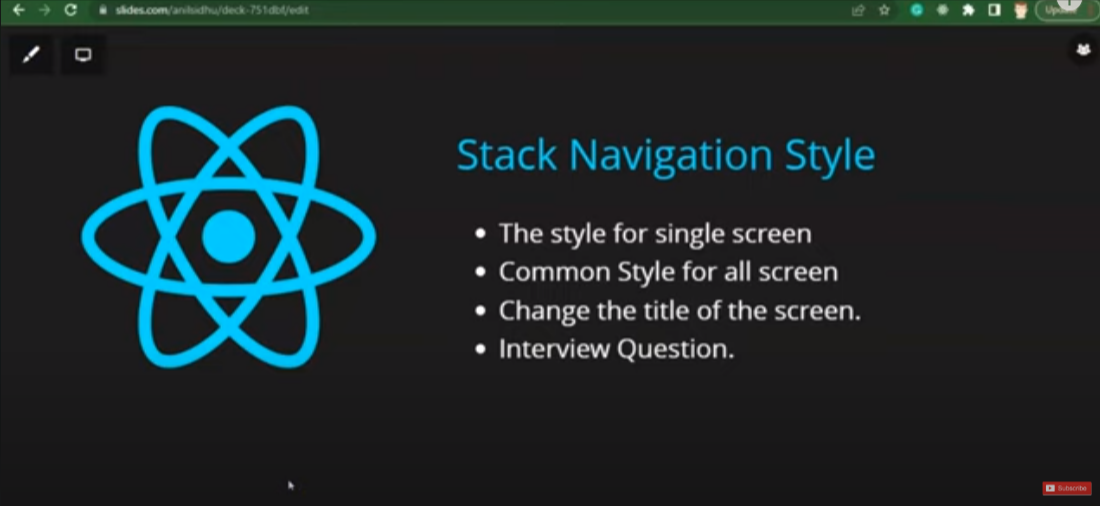 slides.com/anilsidhu/deck-751dbf/edit
Stack Navigation Style
The style for single screen
Common Style for all screen
Change the title of the screen.
Interview Question.
Subscribe